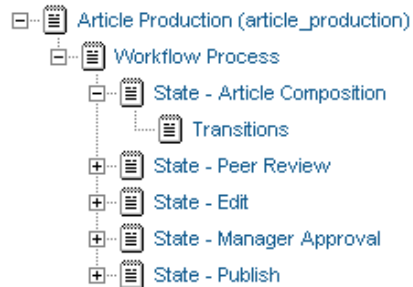 Article Production (article_production)
Workflow Process
State - Article Composition
Transitions
State - Peer Review
State - Edit
State - Manager Approval
State - Publish